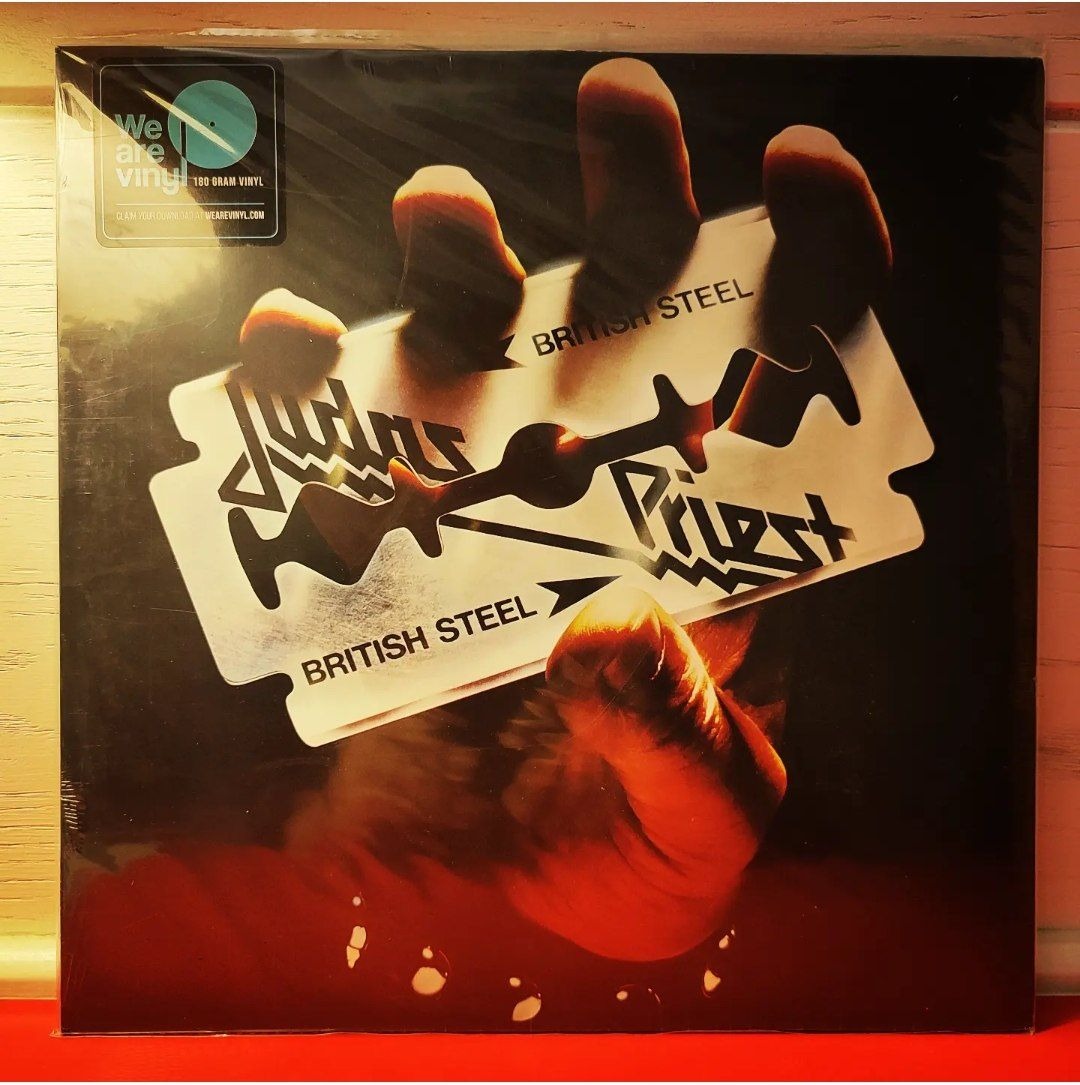 We
are
vinyl
180 GRAM VINYL
CLAIM YOUR DOWNLOAD AT WEAREVINYL.COM
BRITISH STEEL
Judas
Priest
BRITISH STEEL